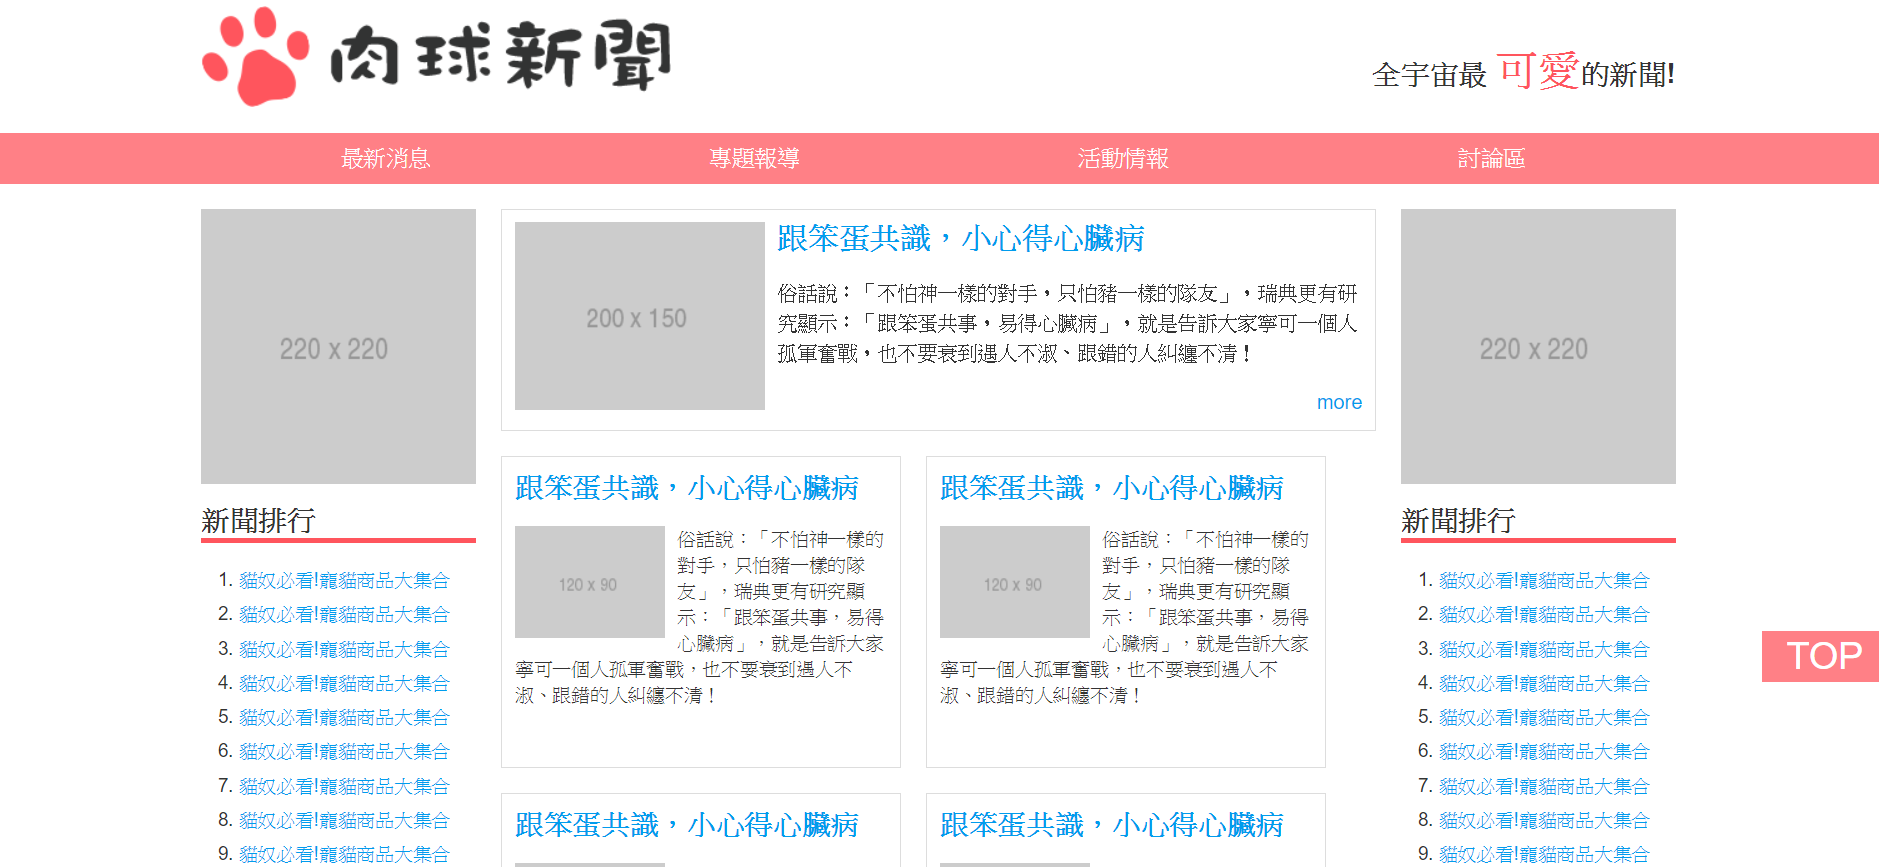 肉球新聞
全宇宙最 可愛的新聞!
最新消息 專題報導 活動情報 討論區
220 x 220
新聞排行
1. 貓奴必看!寵貓商品大集合
2. 貓奴必看!寵貓商品大集合
3. 貓奴必看!寵貓商品大集合
4. 貓奴必看!寵貓商品大集合
5. 貓奴必看!寵貓商品大集合
6. 貓奴必看!寵貓商品大集合
7. 貓奴必看!寵貓商品大集合
8. 貓奴必看!寵貓商品大集合
9. 貓奴必看!寵貓商品大集合
200 x 150
跟笨蛋共識，小心得心臟病
俗話說：「不怕神一樣的對手，只怕豬一樣的隊友」，瑞典更有研
究顯示：「跟笨蛋共事，易得心臟病」，就是告訴大家寧可一個人
孤軍奮戰，也不要衰到遇人不淑、跟錯的人糾纏不清！
more
跟笨蛋共識，小心得心臟病
120 x 90
俗話說：「不怕神一樣的
對手，只怕豬一樣的隊
友」，瑞典更有研究顯
示：「跟笨蛋共事，易得
心臟病」，就是告訴大家
寧可一個人孤軍奮戰，也不要衰到遇人不
淑、跟錯的人糾纏不清！
跟笨蛋共識，小心得心臟病
120 x 90
俗話說：「不怕神一樣的
對手，只怕豬一樣的隊
友」，瑞典更有研究顯
示：「跟笨蛋共事，易得
心臟病」，就是告訴大家
寧可一個人孤軍奮戰，也不要衰到遇人不
淑、跟錯的人糾纏不清！
跟笨蛋共識，小心得心臟病
跟笨蛋共識，小心得心臟病
220 x 220
新聞排行
1. 貓奴必看!寵貓商品大集合
2. 貓奴必看!寵貓商品大集合
3. 貓奴必看!寵貓商品大集合
4. 貓奴必看!寵貓商品大集合
5. 貓奴必看!寵貓商品大集合
6. 貓奴必看!寵貓商品大集合
7. 貓奴必看!寵貓商品大集合
8. 貓奴必看!寵貓商品大集合
9. 貓奴必看!寵貓商品大集合
TOP